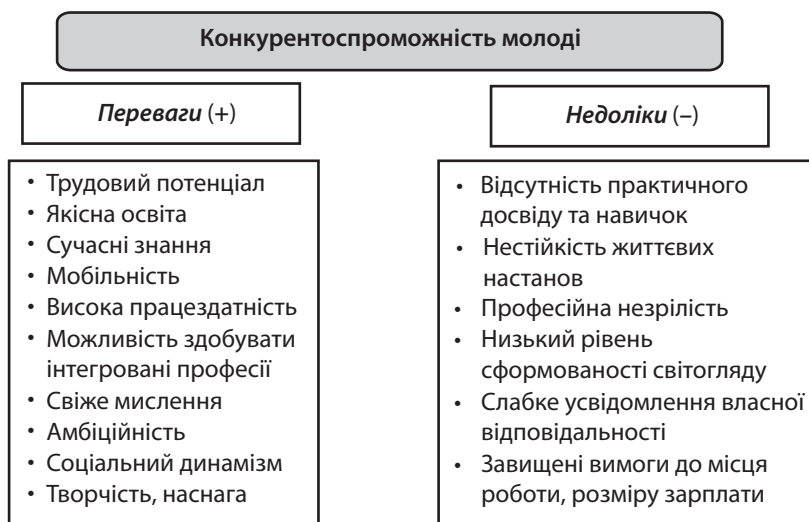 Конкурентоспроможність молоді
Переваги (+)
• Трудовий потенціал
• Якісна освіта
• Сучасні знання
• Мобільність
• Висока працездатність
• Можливість здобувати
інтегровані професії
• Свіже мислення
• Амбіційність
• Соціальний динамізм
• Творчість, наснага
Недоліки (–)
• Відсутність практичного
досвіду та навичок
• Нестійкість життєвих
настанов
• Професійна незрілість
• Низький рівень
сформованості світогляду
• Слабке усвідомлення власної
відповідальності
• Завищені вимоги до місця
роботи, розміру зарплати